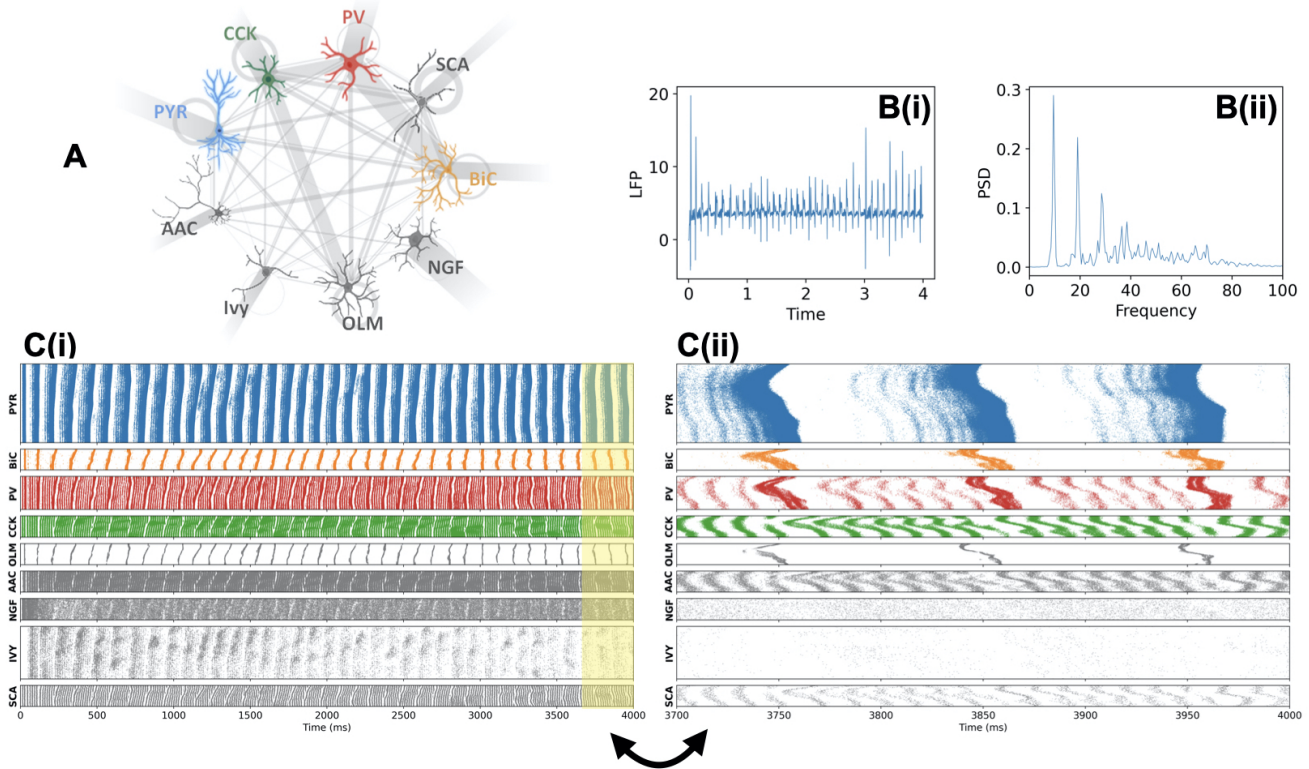 A
CCK
PV
SCA
PYR
BiC
AAC
NGF
Ivy
OLM
B(i)
20
10
0
LFP
0 1 2 3 4
Time
B(ii)
0.3
0.2
0.1
0.0
PSD
0 20 40 60 80 100
Frequency
C(i)
PYR
BiC
PV
CCK
OLM
AAC
NGF
IVY
SCA
0 500 1000 1500 2000 2500 3000 3500 4000
Time (ms)
C(ii)
PYR
BiC
PV
CCK
OLM
AAC
NGF
IVY
SCA
3700 3750 3800 3850 3900 3950 4000
Time (ms)